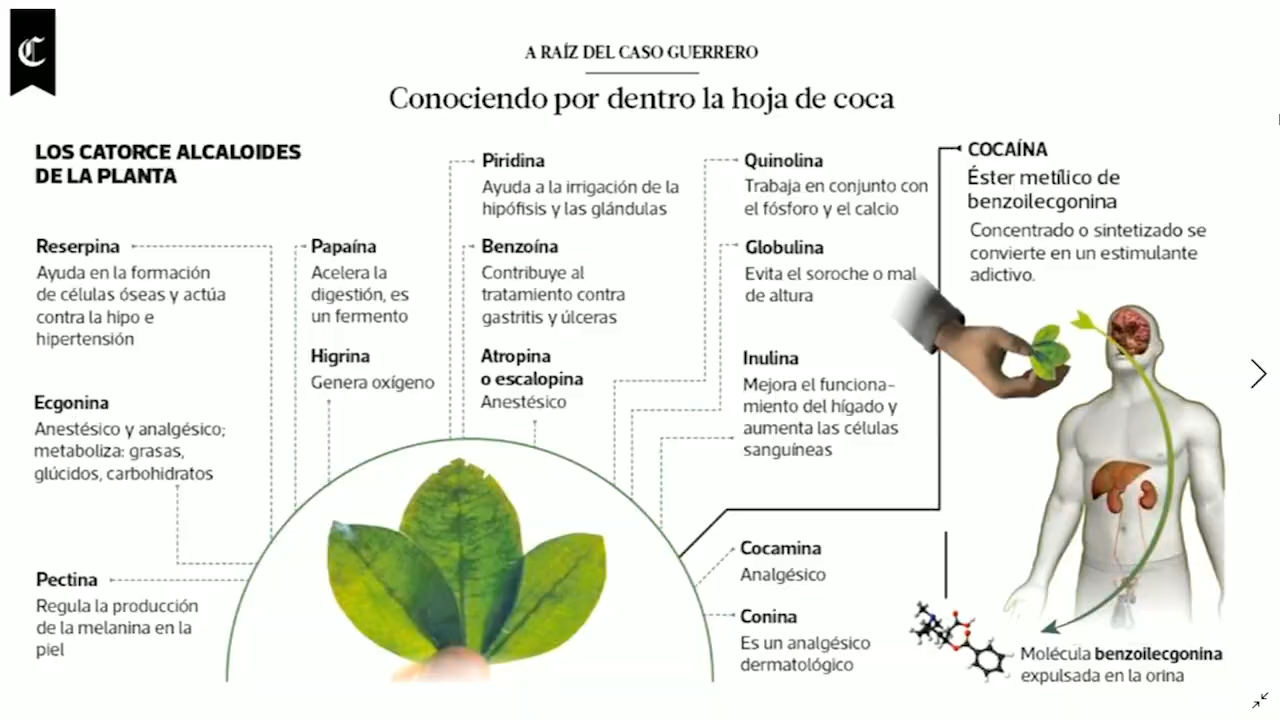 C
A RAÍZ DEL CASO GUERRERO
Conociendo por dentro la hoja de coca
LOS CATORCE ALCALOIDES
DE LA PLANTA
Reserpina
Ayuda en la formación
de células óseas y actúa
contra la hipo e
hipertensión
Ecgonina
Anestésico y analgésico;
metaboliza: grasas,
glúcidos, carbohidratos
Pectina
Regula la producción
de la melanina en la
piel
Papaína
Acelera la
digestión, es
un fermento
Higrina
Genera oxígeno
Piridina
Ayuda a la irrigación de la
hipófisis y las glándulas
Benzoína
Contribuye al
tratamiento contra
gastritis y úlceras
Atropina
o escalopina
Anestésico
Quinolina
Trabaja en conjunto con
el fósforo y el calcio
Globulina
Evita el soroche o mal
de altura
Inulina
Mejora el funciona-
miento del hígado y
aumenta las células
sanguíneas
Cocamina
Analgésico
Conina
Es un analgésico
dermatológico
COCAÍNA
Éster metílico de
benzoilecgonina
Concentrado o sintetizado se
convierte en un estimulante
adictivo.
Molécula benzoilecgonina
expulsada en la orina